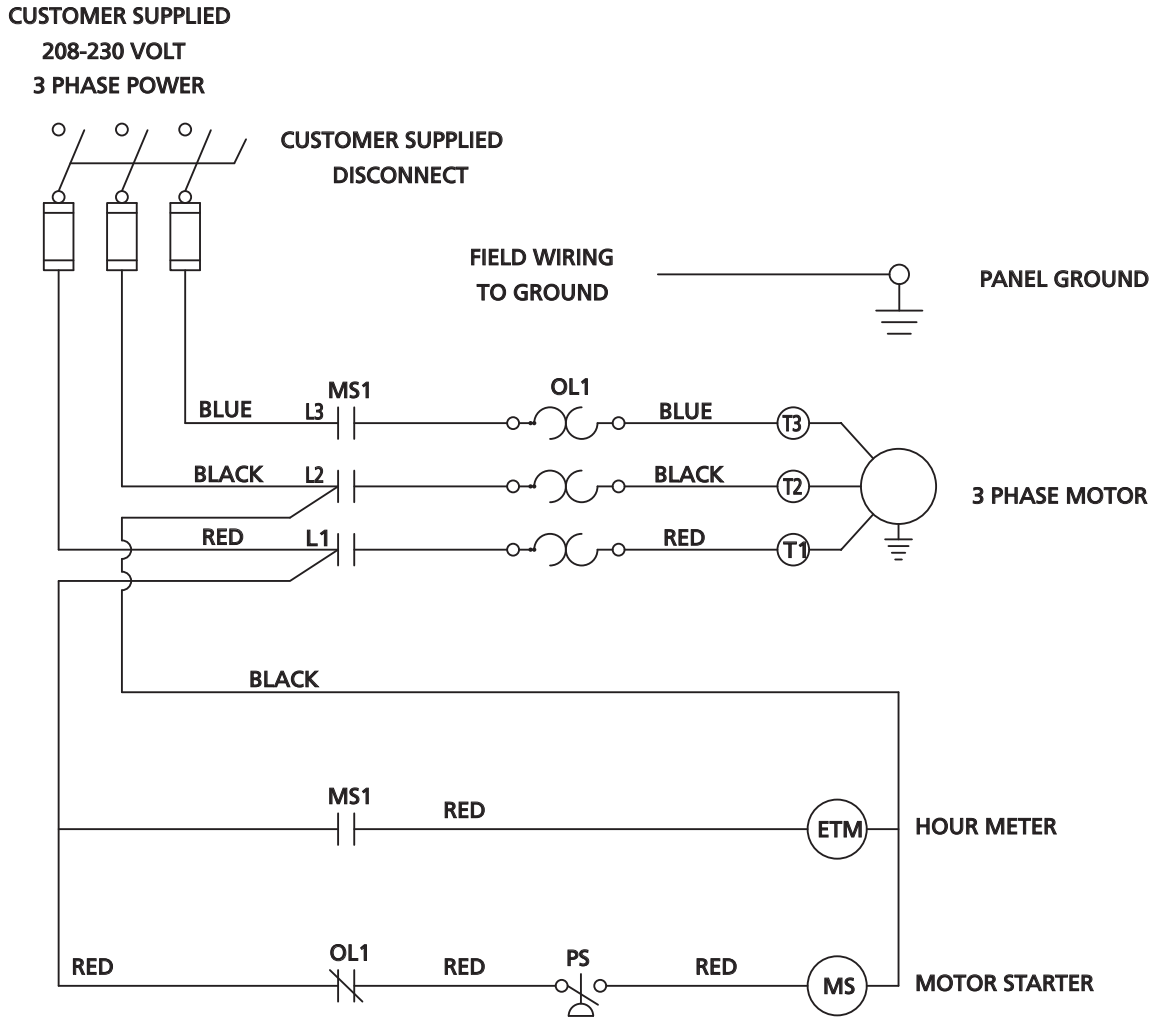 CUSTOMER SUPPLIED
208-230 VOLT
3 PHASE POWER
CUSTOMER SUPPLIED
DISCONNECT
FIELD WIRING
TO GROUND
PANEL GROUND
MS1
OL1
BLUE
L3
BLUE
T3
BLACK
L2
BLACK
T2
3 PHASE MOTOR
RED
L1
RED
T1
BLACK
MS1
RED
ETM
HOUR METER
OL1
PS
RED
RED
RED
MS
MOTOR STARTER